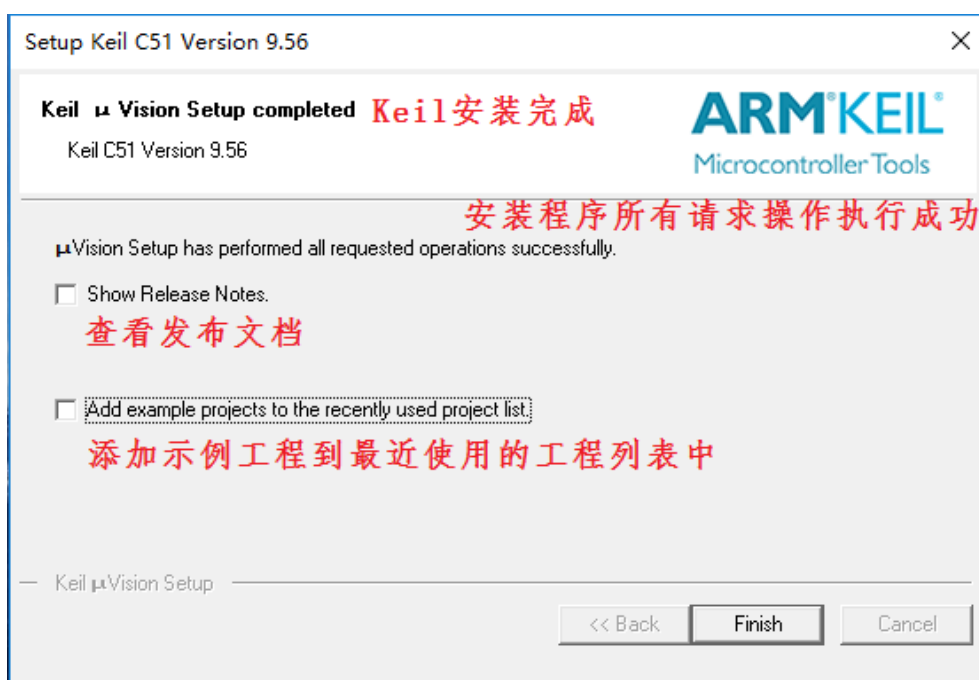 Setup Keil C51 Version 9.56
Keil μ Vision Setup completed Keil安装完成
Keil C51 Version 9.56
ARM®KEIL®
Microcontroller Tools
安装程序所有请求操作执行成功
μVision Setup has performed all requested operations successfully.
Show Release Notes.
查看发布文档
Add example projects to the recently used project list.
添加示例工程到最近使用的工程列表中
Keil μVision Setup
<< Back Finish Cancel